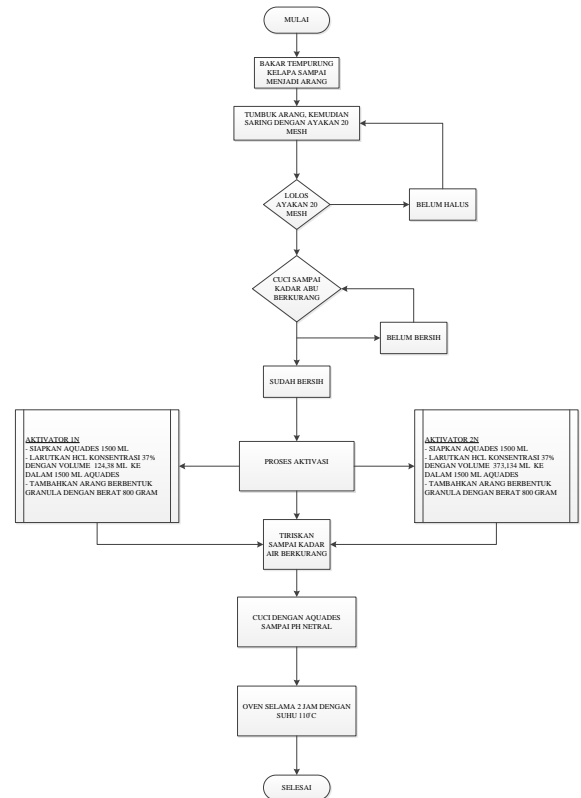 MULAI
BAKAR TEMPURUNG
KELAPA SAMPAI
MENJADI ARANG
TUMBUK ARANG, KEMUDIAN
SARING DENGAN AYAKAN 20
MESH
LOLOS
AYAKAN 20
MESH
BELUM HALUS
CUCI SAMPAI
KADAR ABU
BERKURANG
BELUM BERSIH
SUDAH BERSIH
AKTIVATOR 1N
- SIAPKAN AQUADES 1500 ML
- LARUTKAN HCL KONSENTRASI 37%
DENGAN VOLUME 124,38 ML KE
DALAM 1500 ML AQUADES
- TAMBAHKAN ARANG BERBENTUK
GRANULA DENGAN BERAT 800 GRAM
PROSES AKTIVASI
AKTIVATOR 2N
- SIAPKAN AQUADES 1500 ML
- LARUTKAN HCL KONSENTRASI 37%
DENGAN VOLUME 373,134 ML KE
DALAM 1500 ML AQUADES
- TAMBAHKAN ARANG BERBENTUK
GRANULA DENGAN BERAT 800 GRAM
TIRISKAN
SAMPAI KADAR
AIR BERKURANG
CUCI DENGAN AQUADES
SAMPAI PH NETRAL
OVEN SELAMA 2 JAM DENGAN
SUHU 110°C
SELESAI